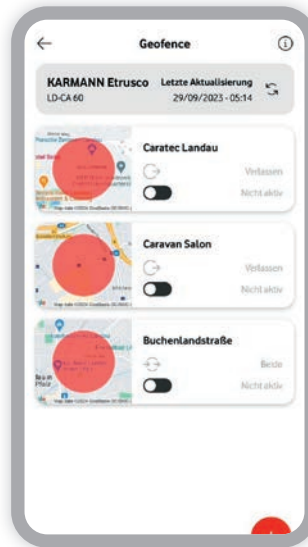 Geofence
KARMANN Etrusco Letzte Aktualisierung
LD-CA 60 29/09/2023 - 05:14
Caratec Landau
Verlassen
Nicht aktiv
Caravan Salon
Verlassen
Nicht aktiv
Buchenlandstraße
Beide
Nicht aktiv